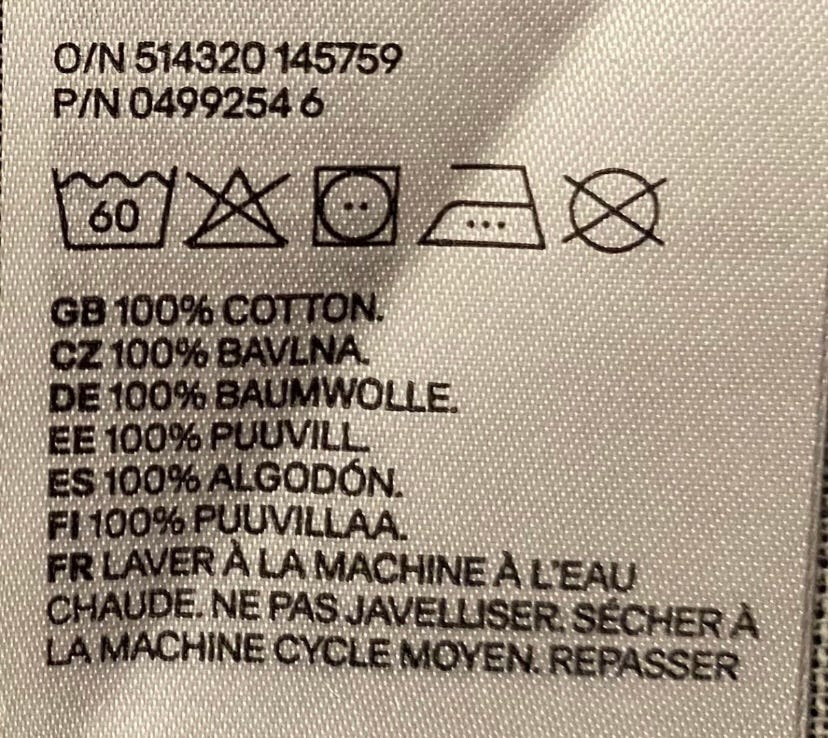 O/N 514320 145759
P/N 0499254 6
60
GB 100% COTTON.
CZ 100% BAVLNA.
DE 100% BAUMWOLLE.
EE 100% PUUVILL
ES 100% ALGODÓN.
FI 100% PUUVILLAA.
FR LAVER À LA MACHINE À L'EAU
CHAUDE. NE PAS JAVELLISER. SÉCHER À
LA MACHINE CYCLE MOYEN. REPASSER